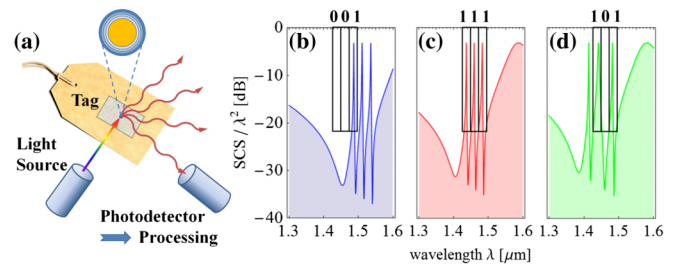 (a)
Tag
Light
Source
Photodetector
Processing
SCS / λ² [dB]
0
−10
−20
−30
−40
0 0 1
(b)
1.3 1.4 1.5 1.6
1 1 1
(c)
1.3 1.4 1.5 1.6
1 0 1
(d)
1.3 1.4 1.5 1.6
wavelength λ [μm]